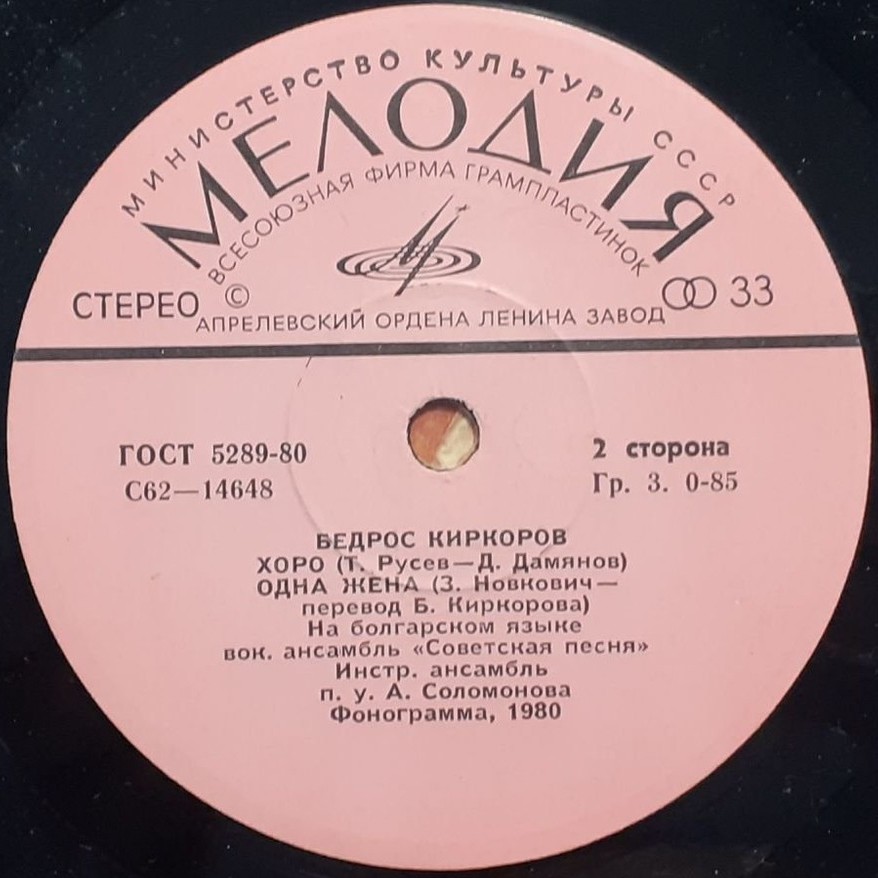 МИНИСТЕРСТВО КУЛЬТУРЫ СССР
МЕЛОДИЯ
ВСЕСОЮЗНАЯ ФИРМА ГРАМПЛАСТИНОК
СТЕРЕО © 33
АПРЕЛЕВСКИЙ ОРДЕНА ЛЕНИНА ЗАВОД
ГОСТ 5289-80
С62—14648
2 сторона
Гр. 3. 0-85
БЕДРОС КИРКОРОВ
ХОРО (Т. Русев—Д. Дамянов)
ОДНА ЖЕНА (З. Новкович—
перевод Б. Киркорова)
На болгарском языке
вок. ансамбль «Советская песня»
Инстр. ансамбль
п. у. А. Соломонова
Фонограмма, 1980